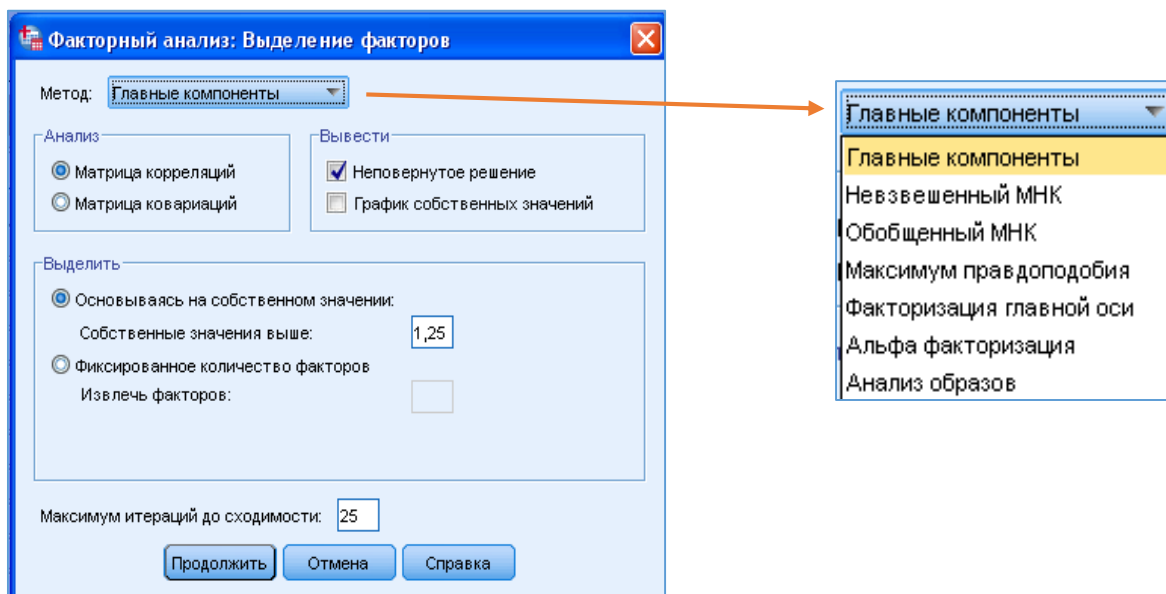 Факторный анализ: Выделение факторов
Метод: Главные компоненты
Анализ
Матрица корреляций
Матрица ковариаций
Вывести
Неповернутое решение
График собственных значений
Выделить
Основываясь на собственном значении:
Собственные значения выше: 1,25
Фиксированное количество факторов
Извлечь факторов:
Максимум итераций до сходимости: 25
Продолжить Отмена Справка
Главные компоненты
Главные компоненты
Невзвешенный МНК
Обобщенный МНК
Максимум правдоподобия
Факторизация главной оси
Альфа факторизация
Анализ образов